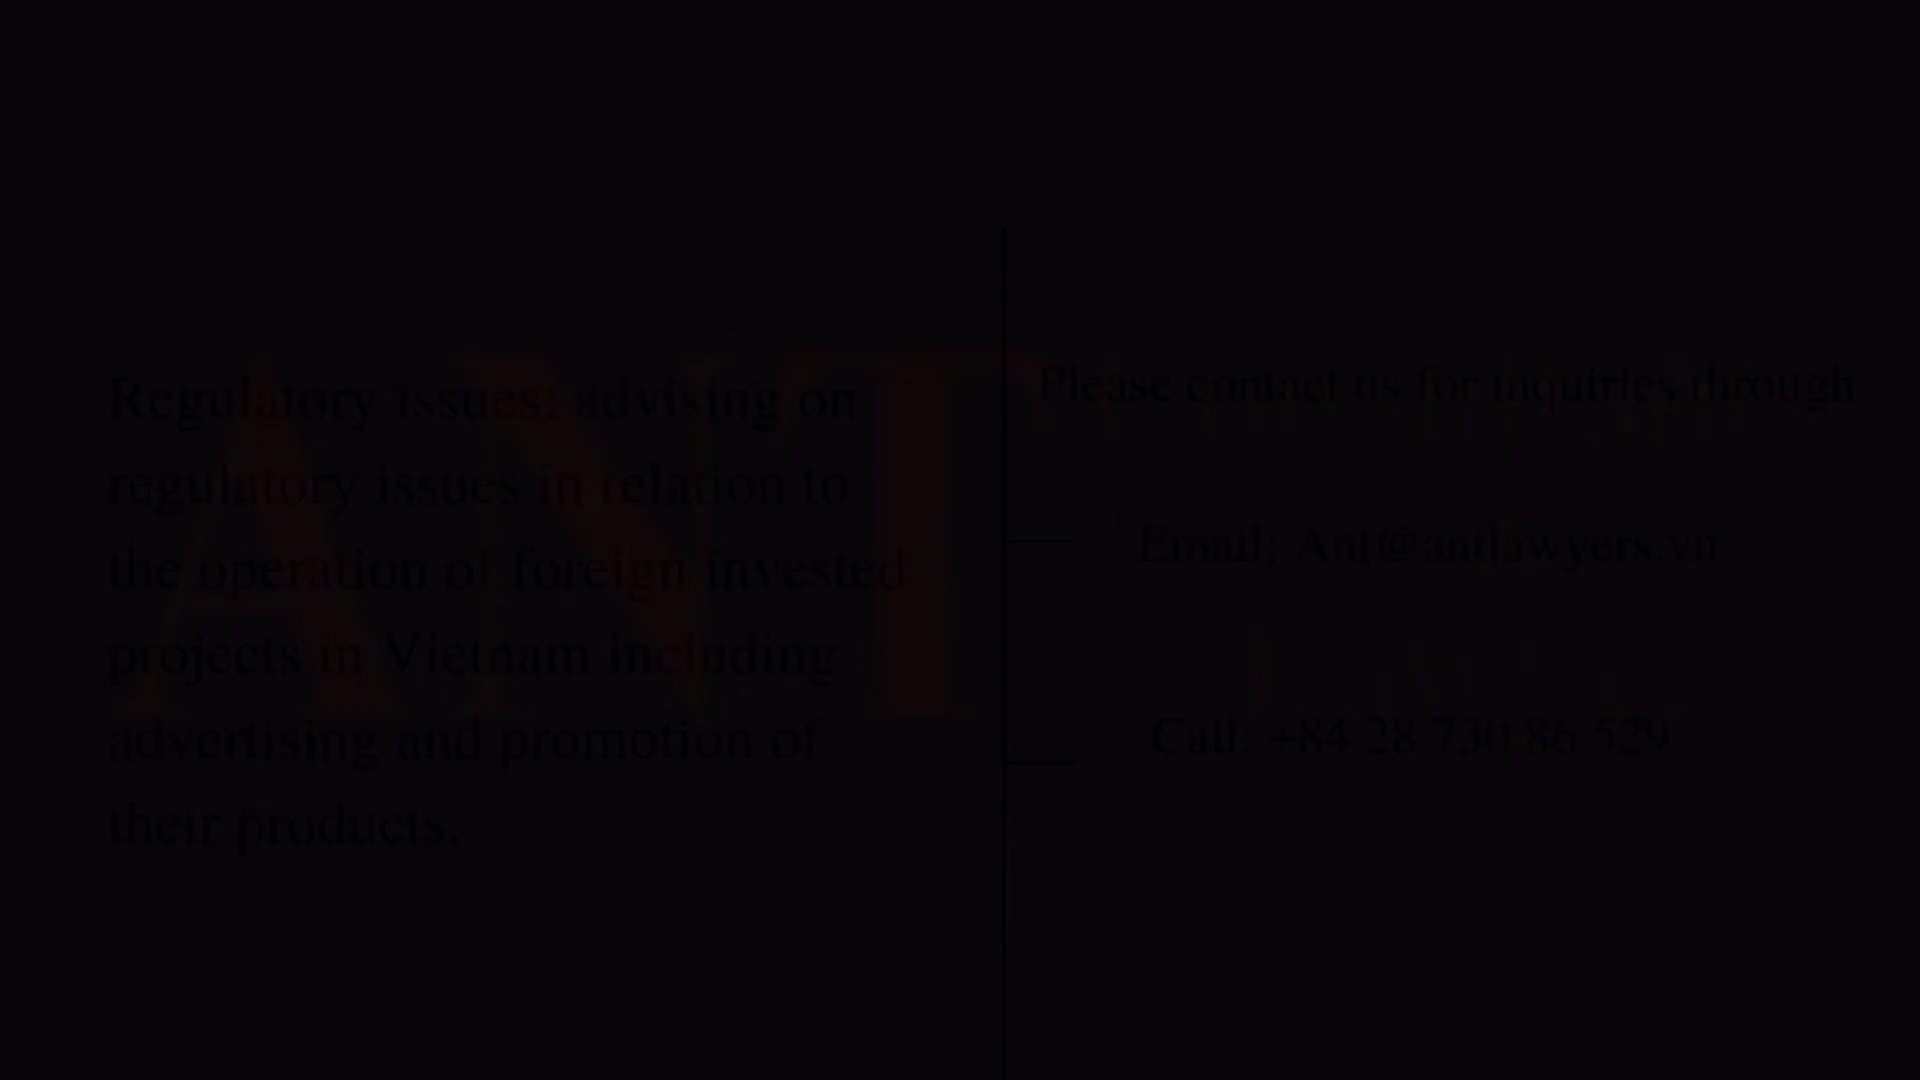 Regulatory issues: advising on
regulatory issues in relation to
the operation of foreign invested
projects in Vietnam including
advertising and promotion of
their products.
ANT
Please contact us for inquiries through
Email: Ant@antlawyers.vn
Call: +84 28 730 86 529